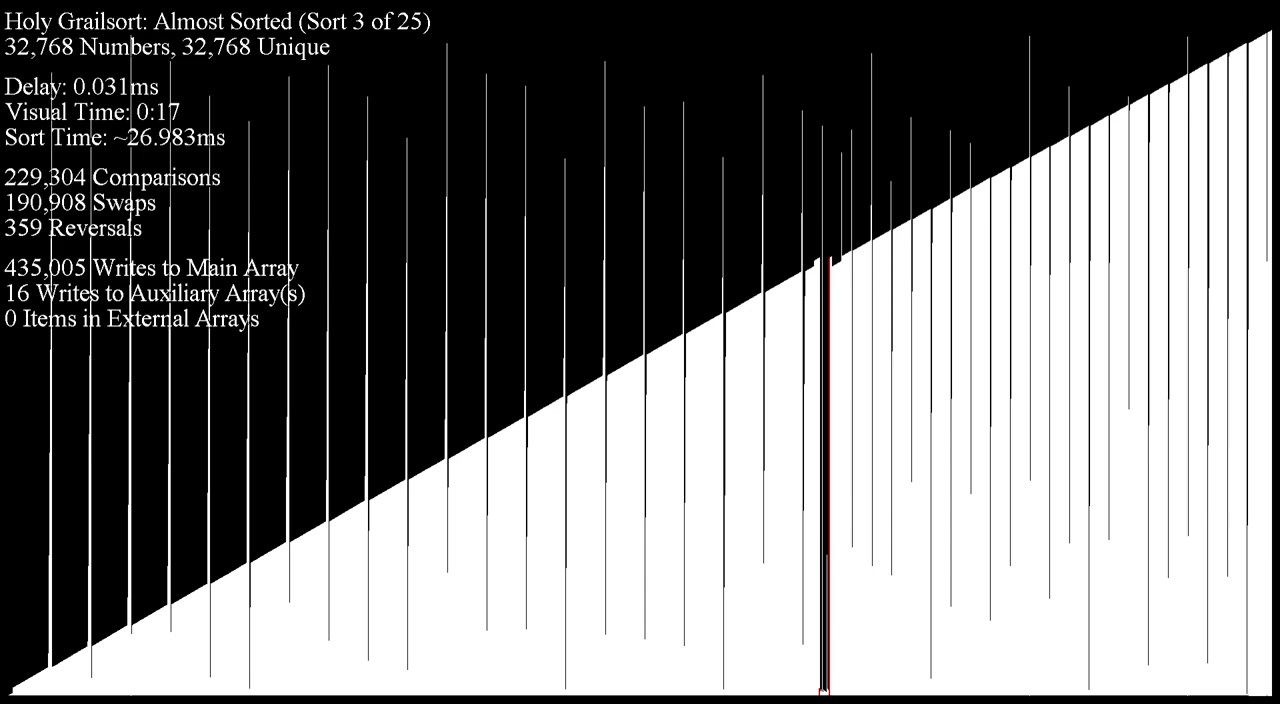 Holy Grailsort: Almost Sorted (Sort 3 of 25)
32,768 Numbers, 32,768 Unique
Delay: 0.031ms
Visual Time: 0:17
Sort Time: ~26.983ms
229,304 Comparisons
190,908 Swaps
359 Reversals
435,005 Writes to Main Array
16 Writes to Auxiliary Array(s)
0 Items in External Arrays